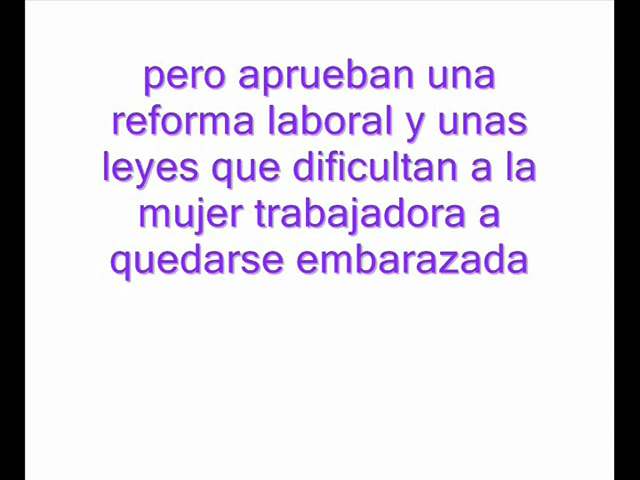 pero aprueban una
reforma laboral y unas
leyes que dificultan a la
mujer trabajadora a
quedarse embarazada